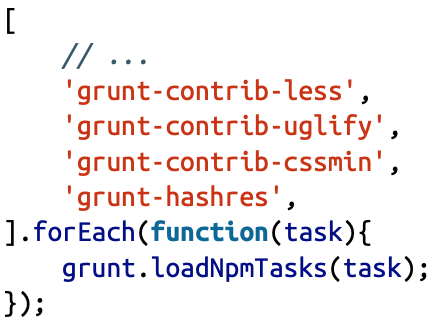 [
    // ...
    'grunt-contrib-less',
    'grunt-contrib-uglify',
    'grunt-contrib-cssmin',
    'grunt-hashres',
].forEach(function(task){
    grunt.loadNpmTasks(task);
});